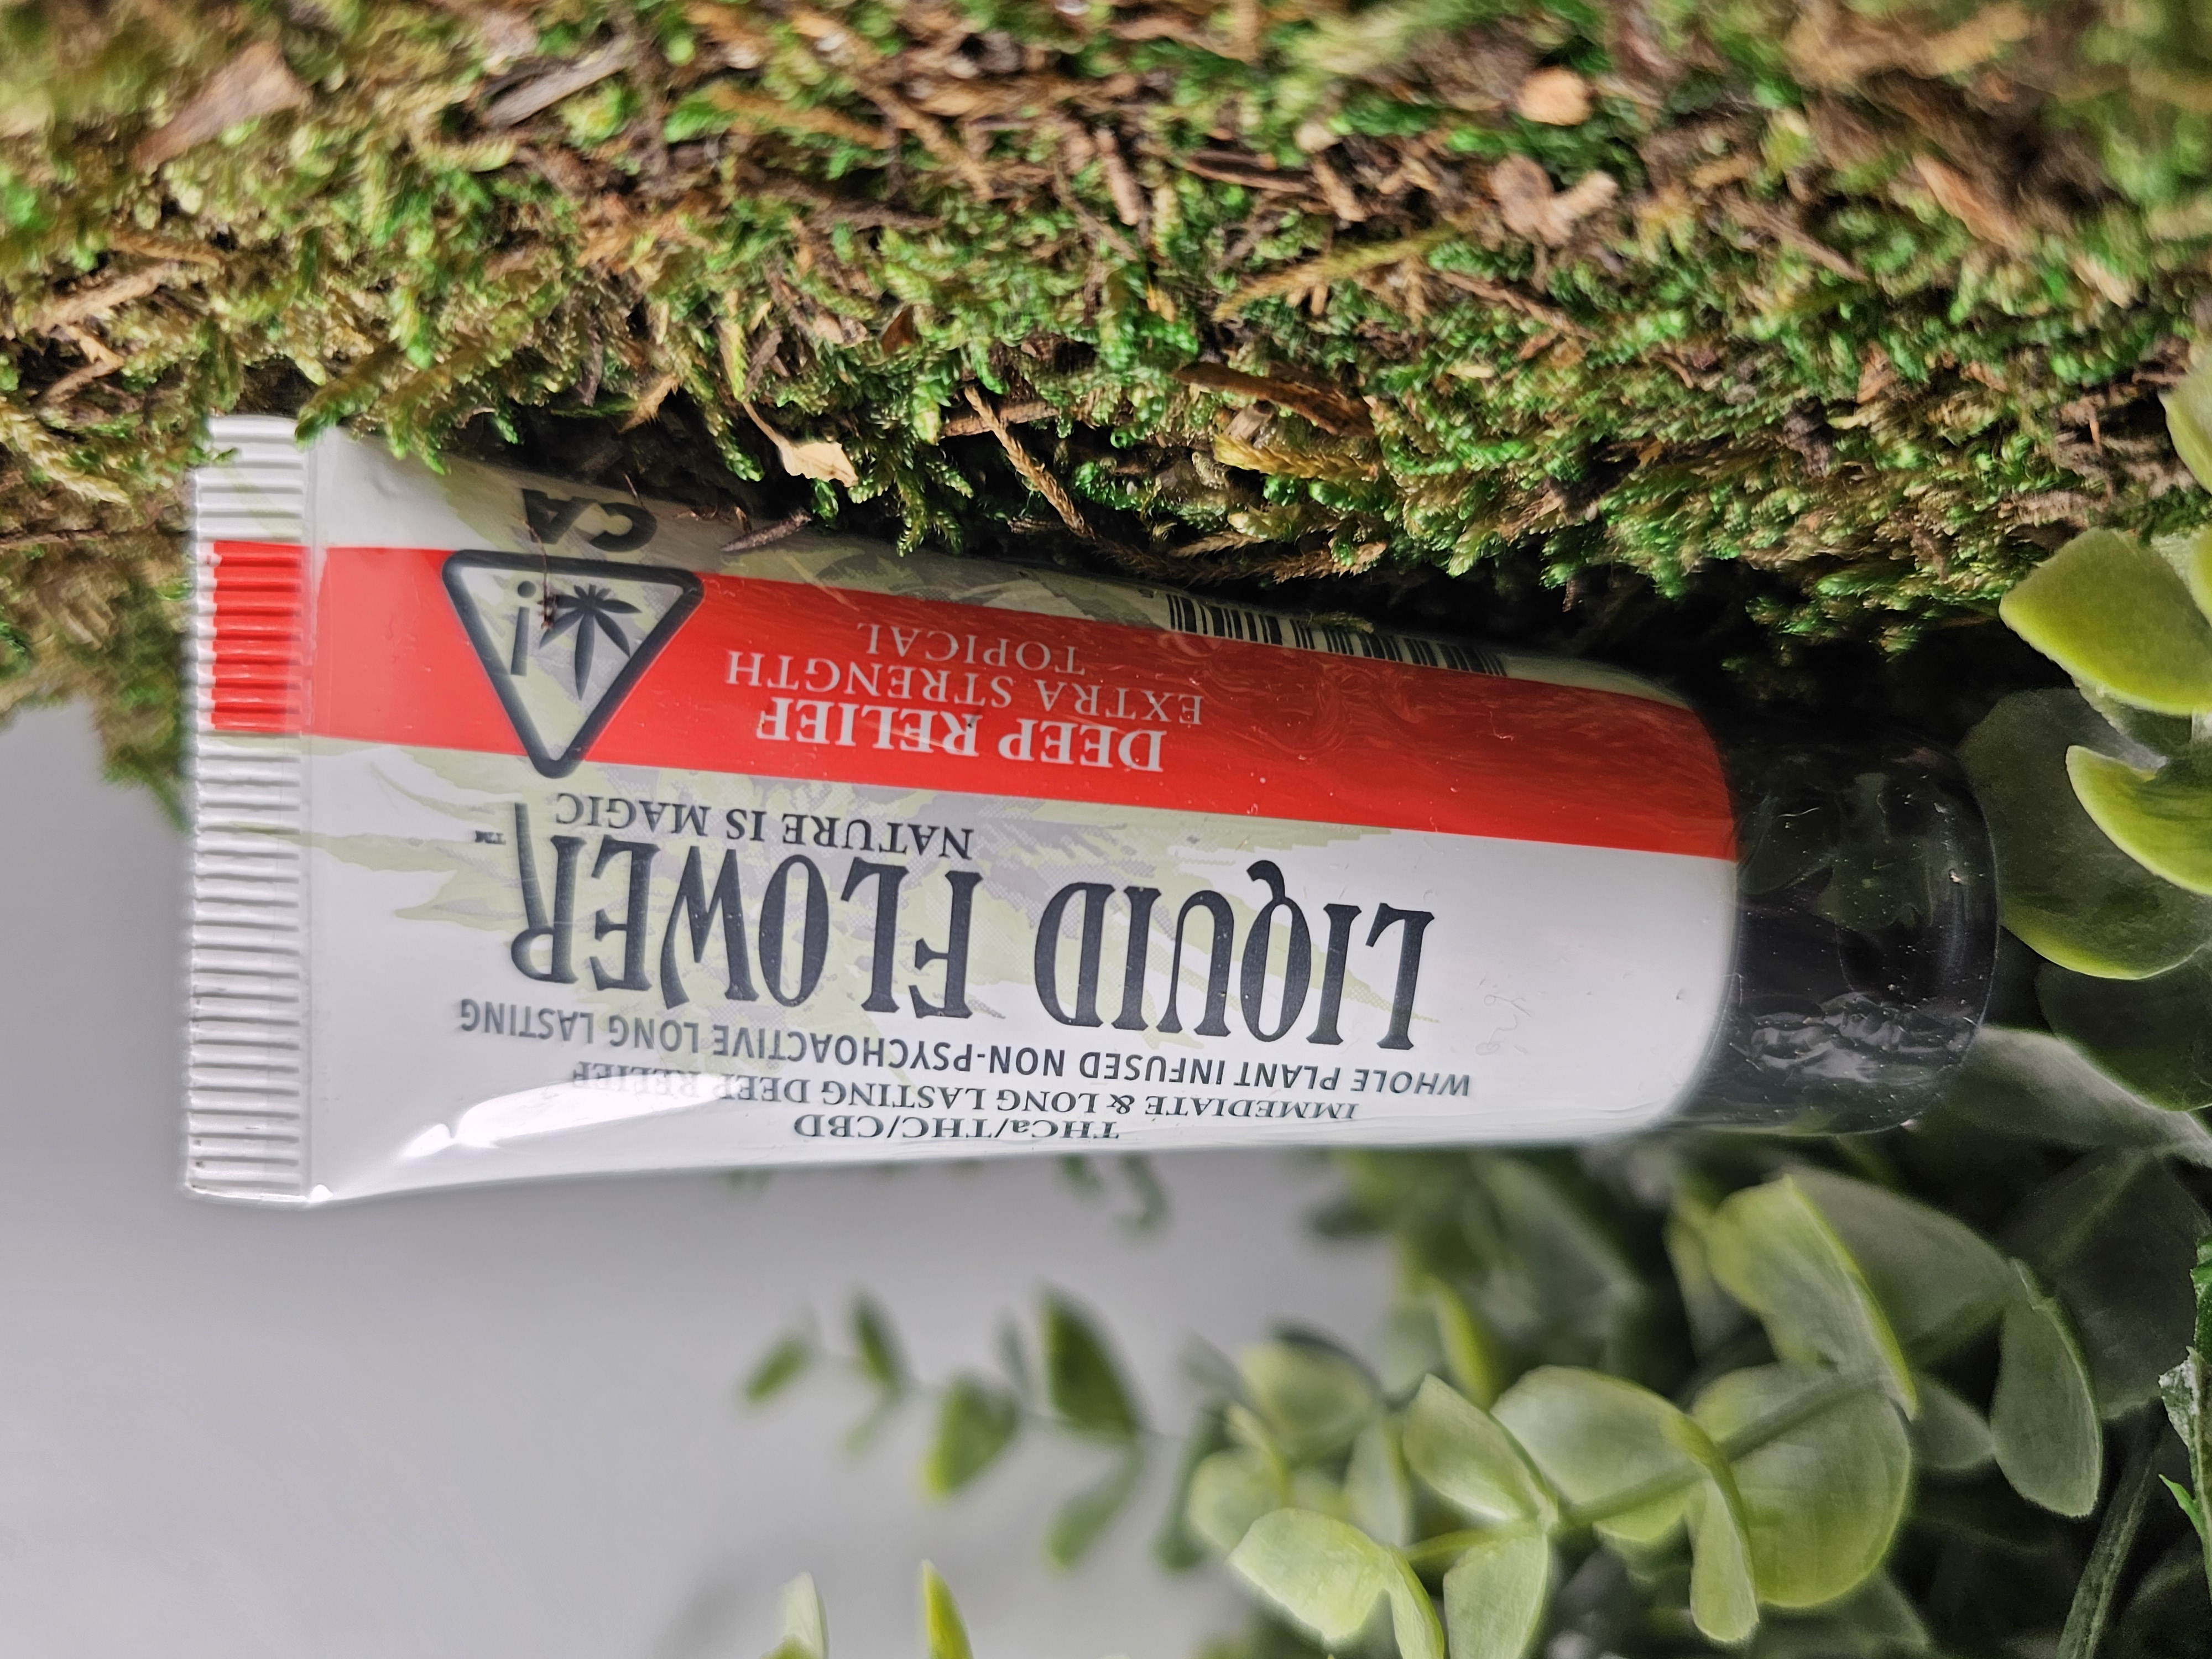 THCa/THC/CBD
IMMEDIATE & LONG LASTING DEEP RELIEF
WHOLE PLANT INFUSED NON-PSYCHOACTIVE LONG LASTING
LIQUID FLOWER™
NATURE IS MAGIC
DEEP RELIEF
EXTRA STRENGTH
TOPICAL
!
CA